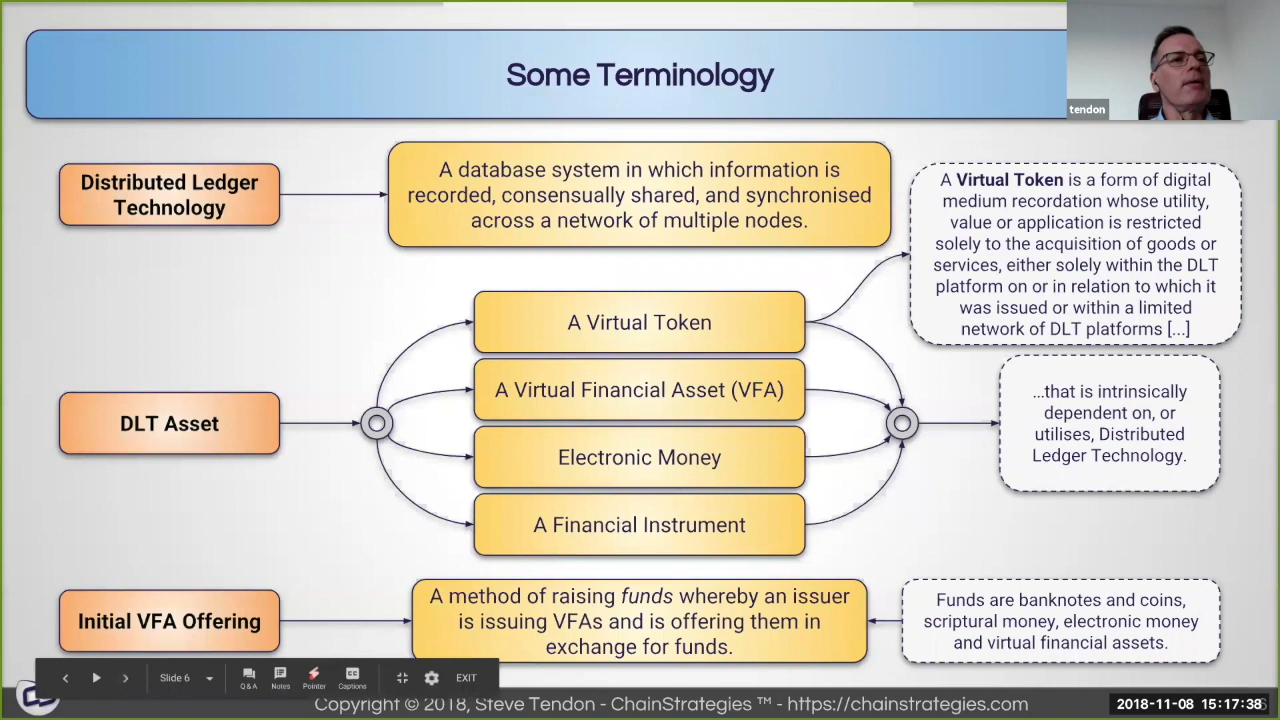 Some Terminology
tendon
Distributed Ledger
Technology
A database system in which information is
recorded, consensually shared, and synchronised
across a network of multiple nodes.
A Virtual Token is a form of digital
medium recordation whose utility,
value or application is restricted
solely to the acquisition of goods or
services, either solely within the DLT
platform on or in relation to which it
was issued or within a limited
network of DLT platforms [...]
DLT Asset
A Virtual Token
A Virtual Financial Asset (VFA)
Electronic Money
A Financial Instrument
...that is intrinsically
dependent on, or
utilises, Distributed
Ledger Technology.
Initial VFA Offering
A method of raising funds whereby an issuer
is issuing VFAs and is offering them in
exchange for funds.
Funds are banknotes and coins,
scriptural money, electronic money
and virtual financial assets.
Slide 6
Q & A
Notes
Pointer
CC
Captions
EXIT
Copyright © 2018, Steve Tendon - ChainStrategies ™ - https://chainstrategies.com
2018-11-08 15:17:38